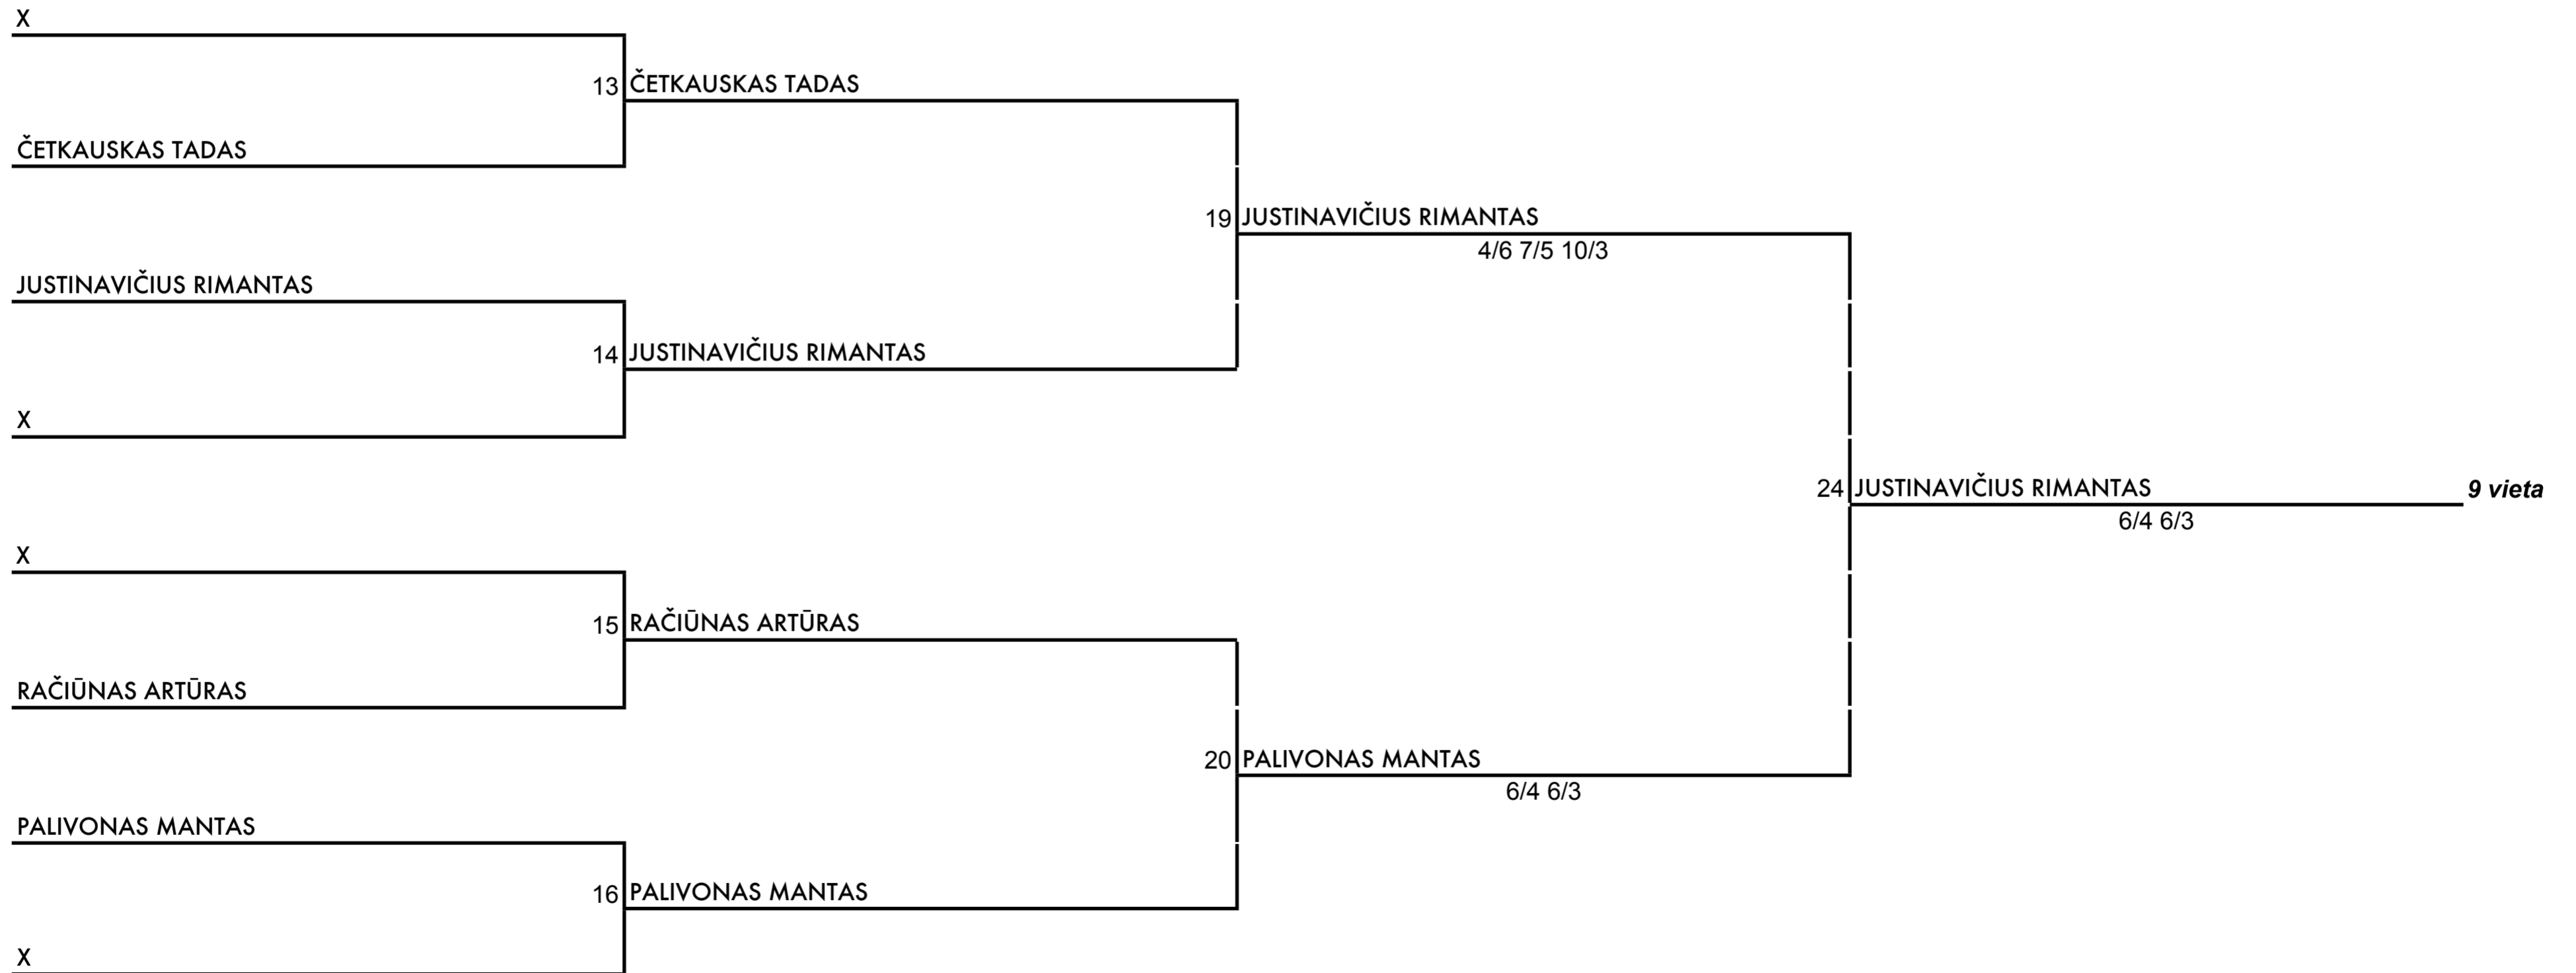 X
13 ČETKAUSKAS TADAS
ČETKAUSKAS TADAS
19 JUSTINAVIČIUS RIMANTAS
4/6 7/5 10/3
JUSTINAVIČIUS RIMANTAS
14 JUSTINAVIČIUS RIMANTAS
X
24 JUSTINAVIČIUS RIMANTAS 9 vieta
6/4 6/3
X
15 RAČIŪNAS ARTŪRAS
RAČIŪNAS ARTŪRAS
20 PALIVONAS MANTAS
6/4 6/3
PALIVONAS MANTAS
16 PALIVONAS MANTAS
X